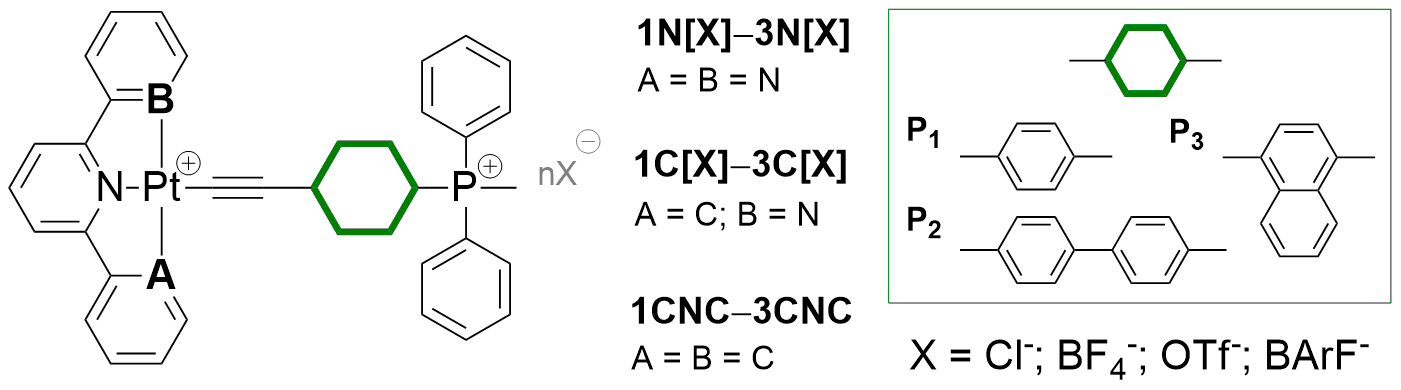 B
N
Pt
+
A
P
+
nX
−
1N[X]–3N[X]
A = B = N
1C[X]–3C[X]
A = C; B = N
1CNC–3CNC
A = B = C
P1
P3
P2
X = Cl-; BF4-; OTf-; BArF-